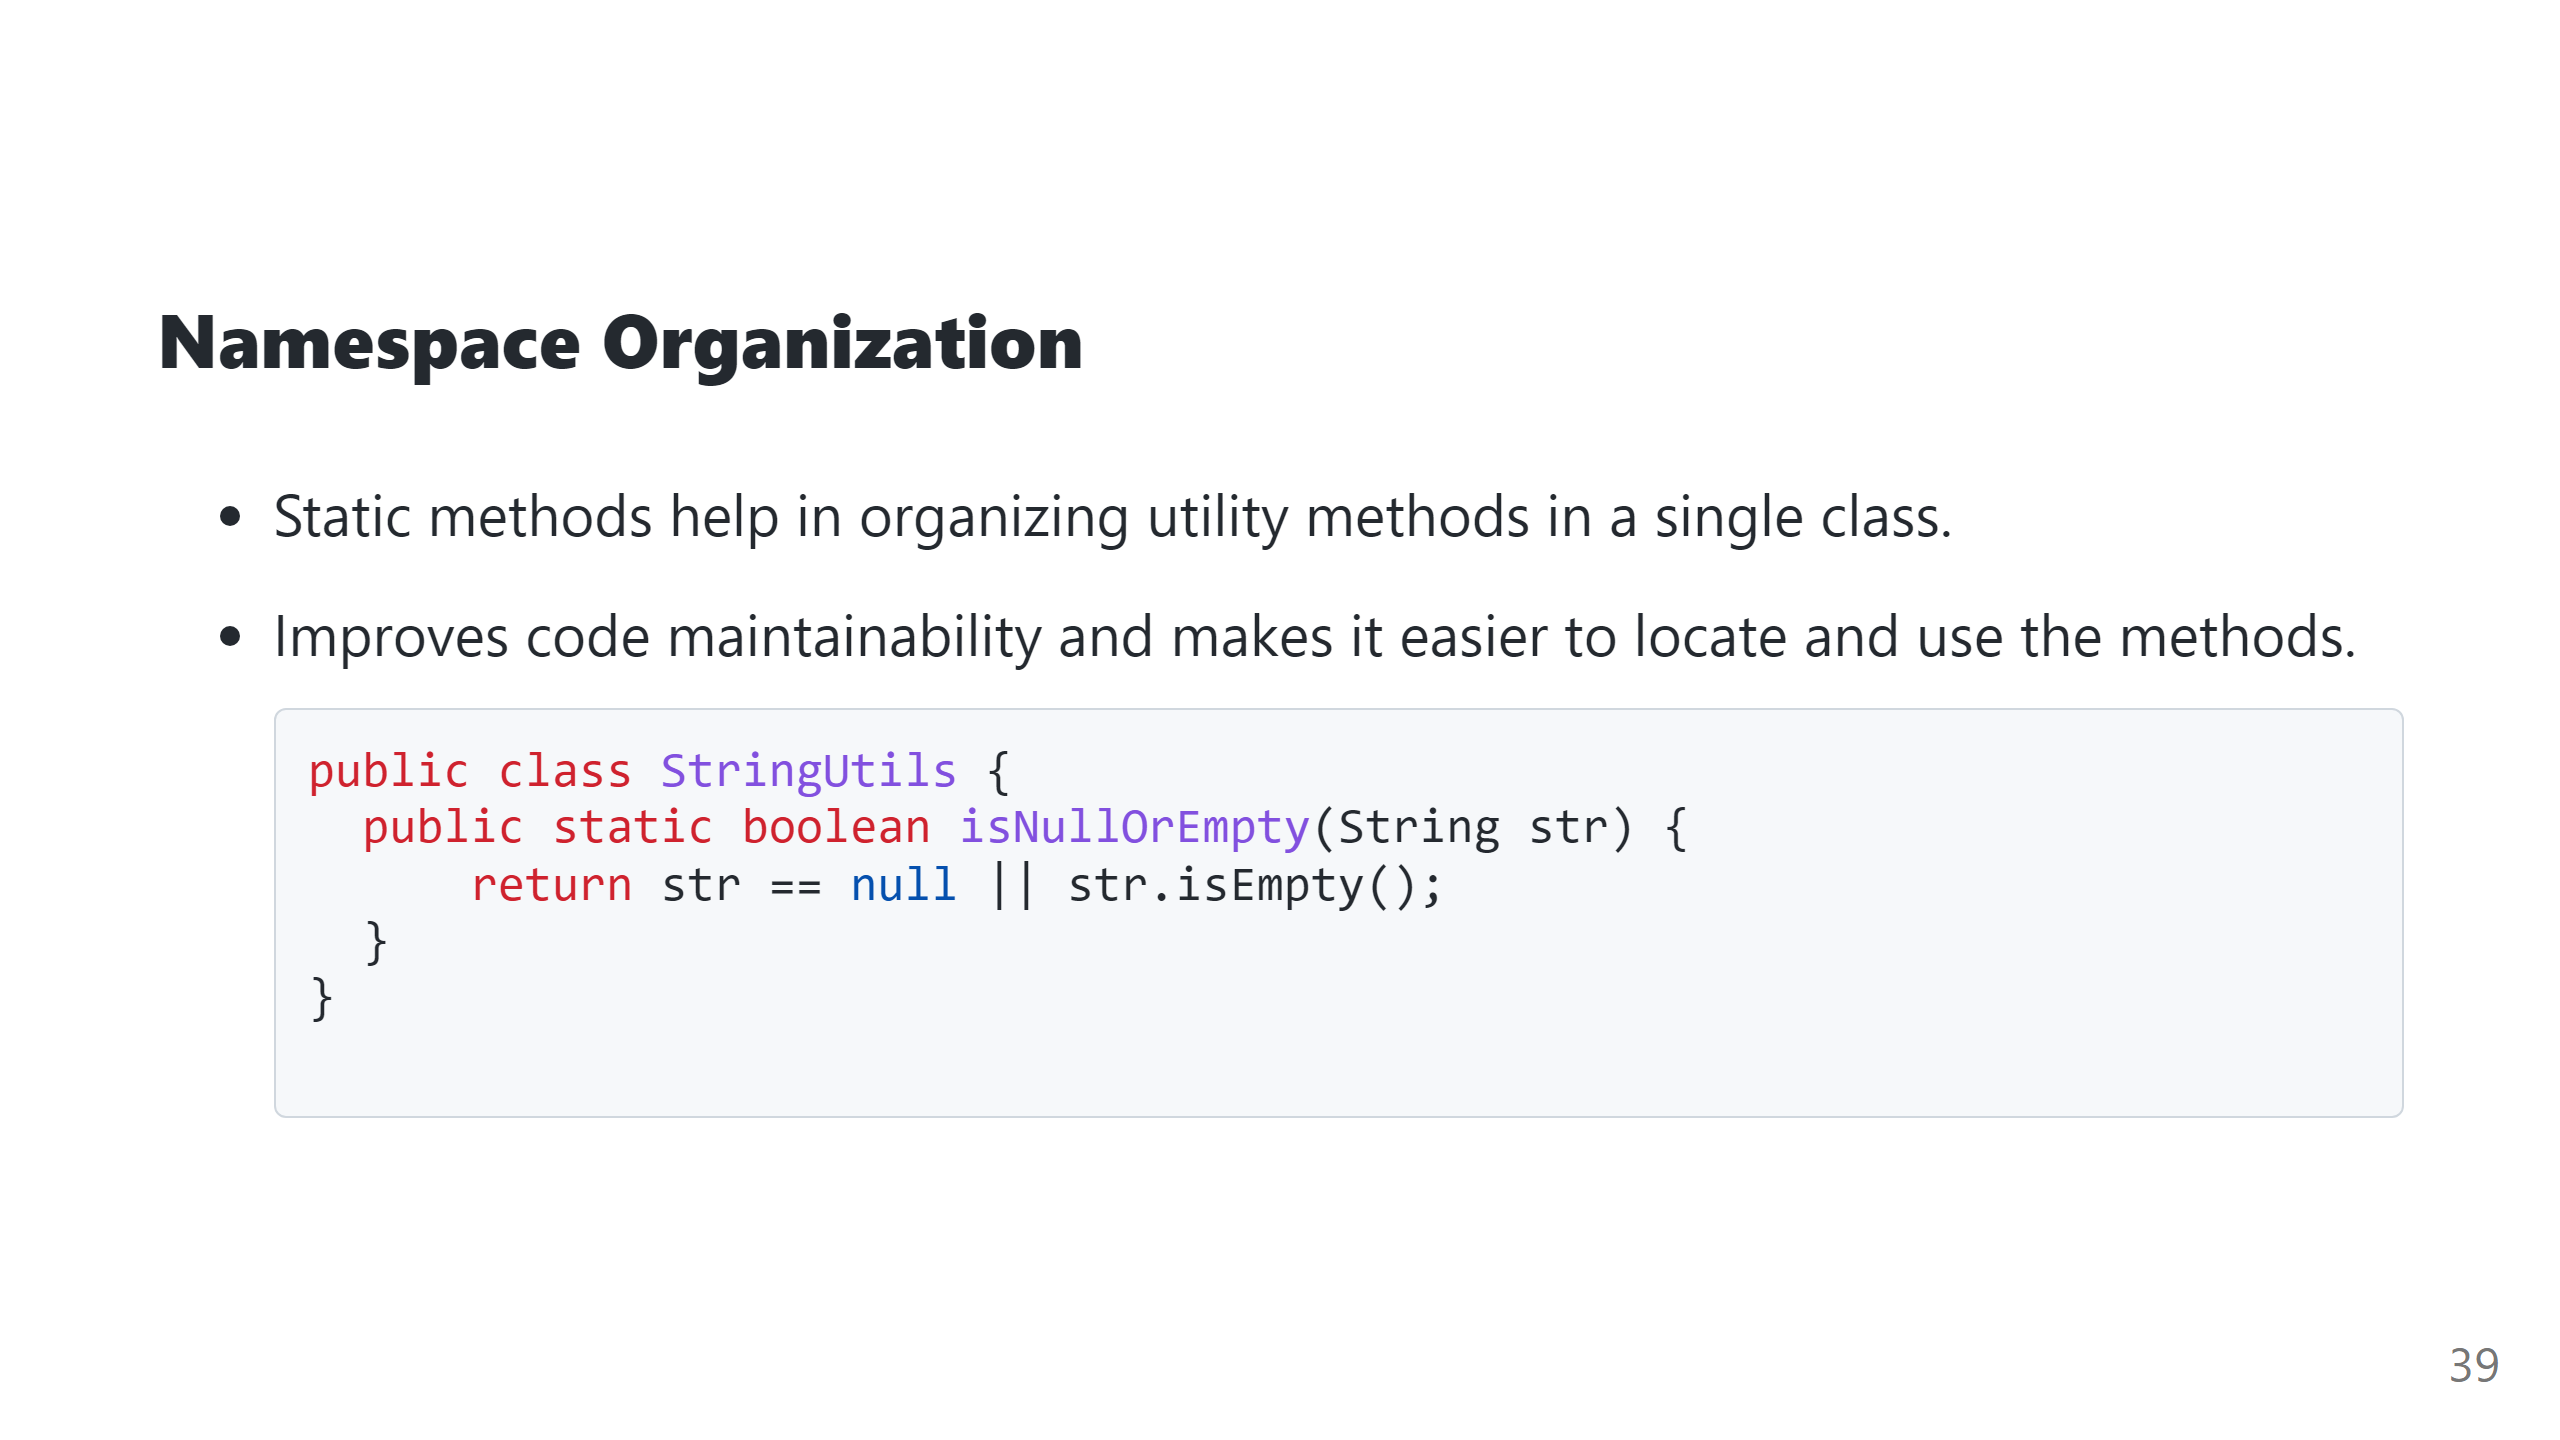 Namespace Organization
• Static methods help in organizing utility methods in a single class.
• Improves code maintainability and makes it easier to locate and use the methods.
public class StringUtils {
  public static boolean isNullOrEmpty(String str) {
      return str == null || str.isEmpty();
  }
}
39